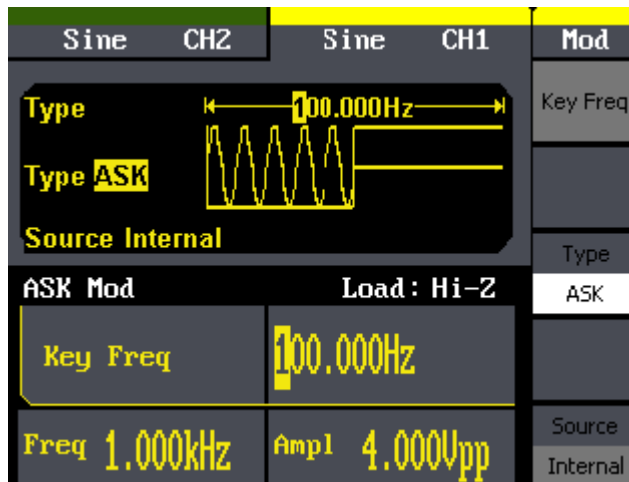 Sine CH2 Sine CH1 Mod
Type 100.000Hz
Type ASK
Source Internal
ASK Mod Load: Hi-Z
Key Freq 100.000Hz
Freq 1.000kHz Ampl 4.000Vpp
Key Freq
Type
ASK
Source
Internal